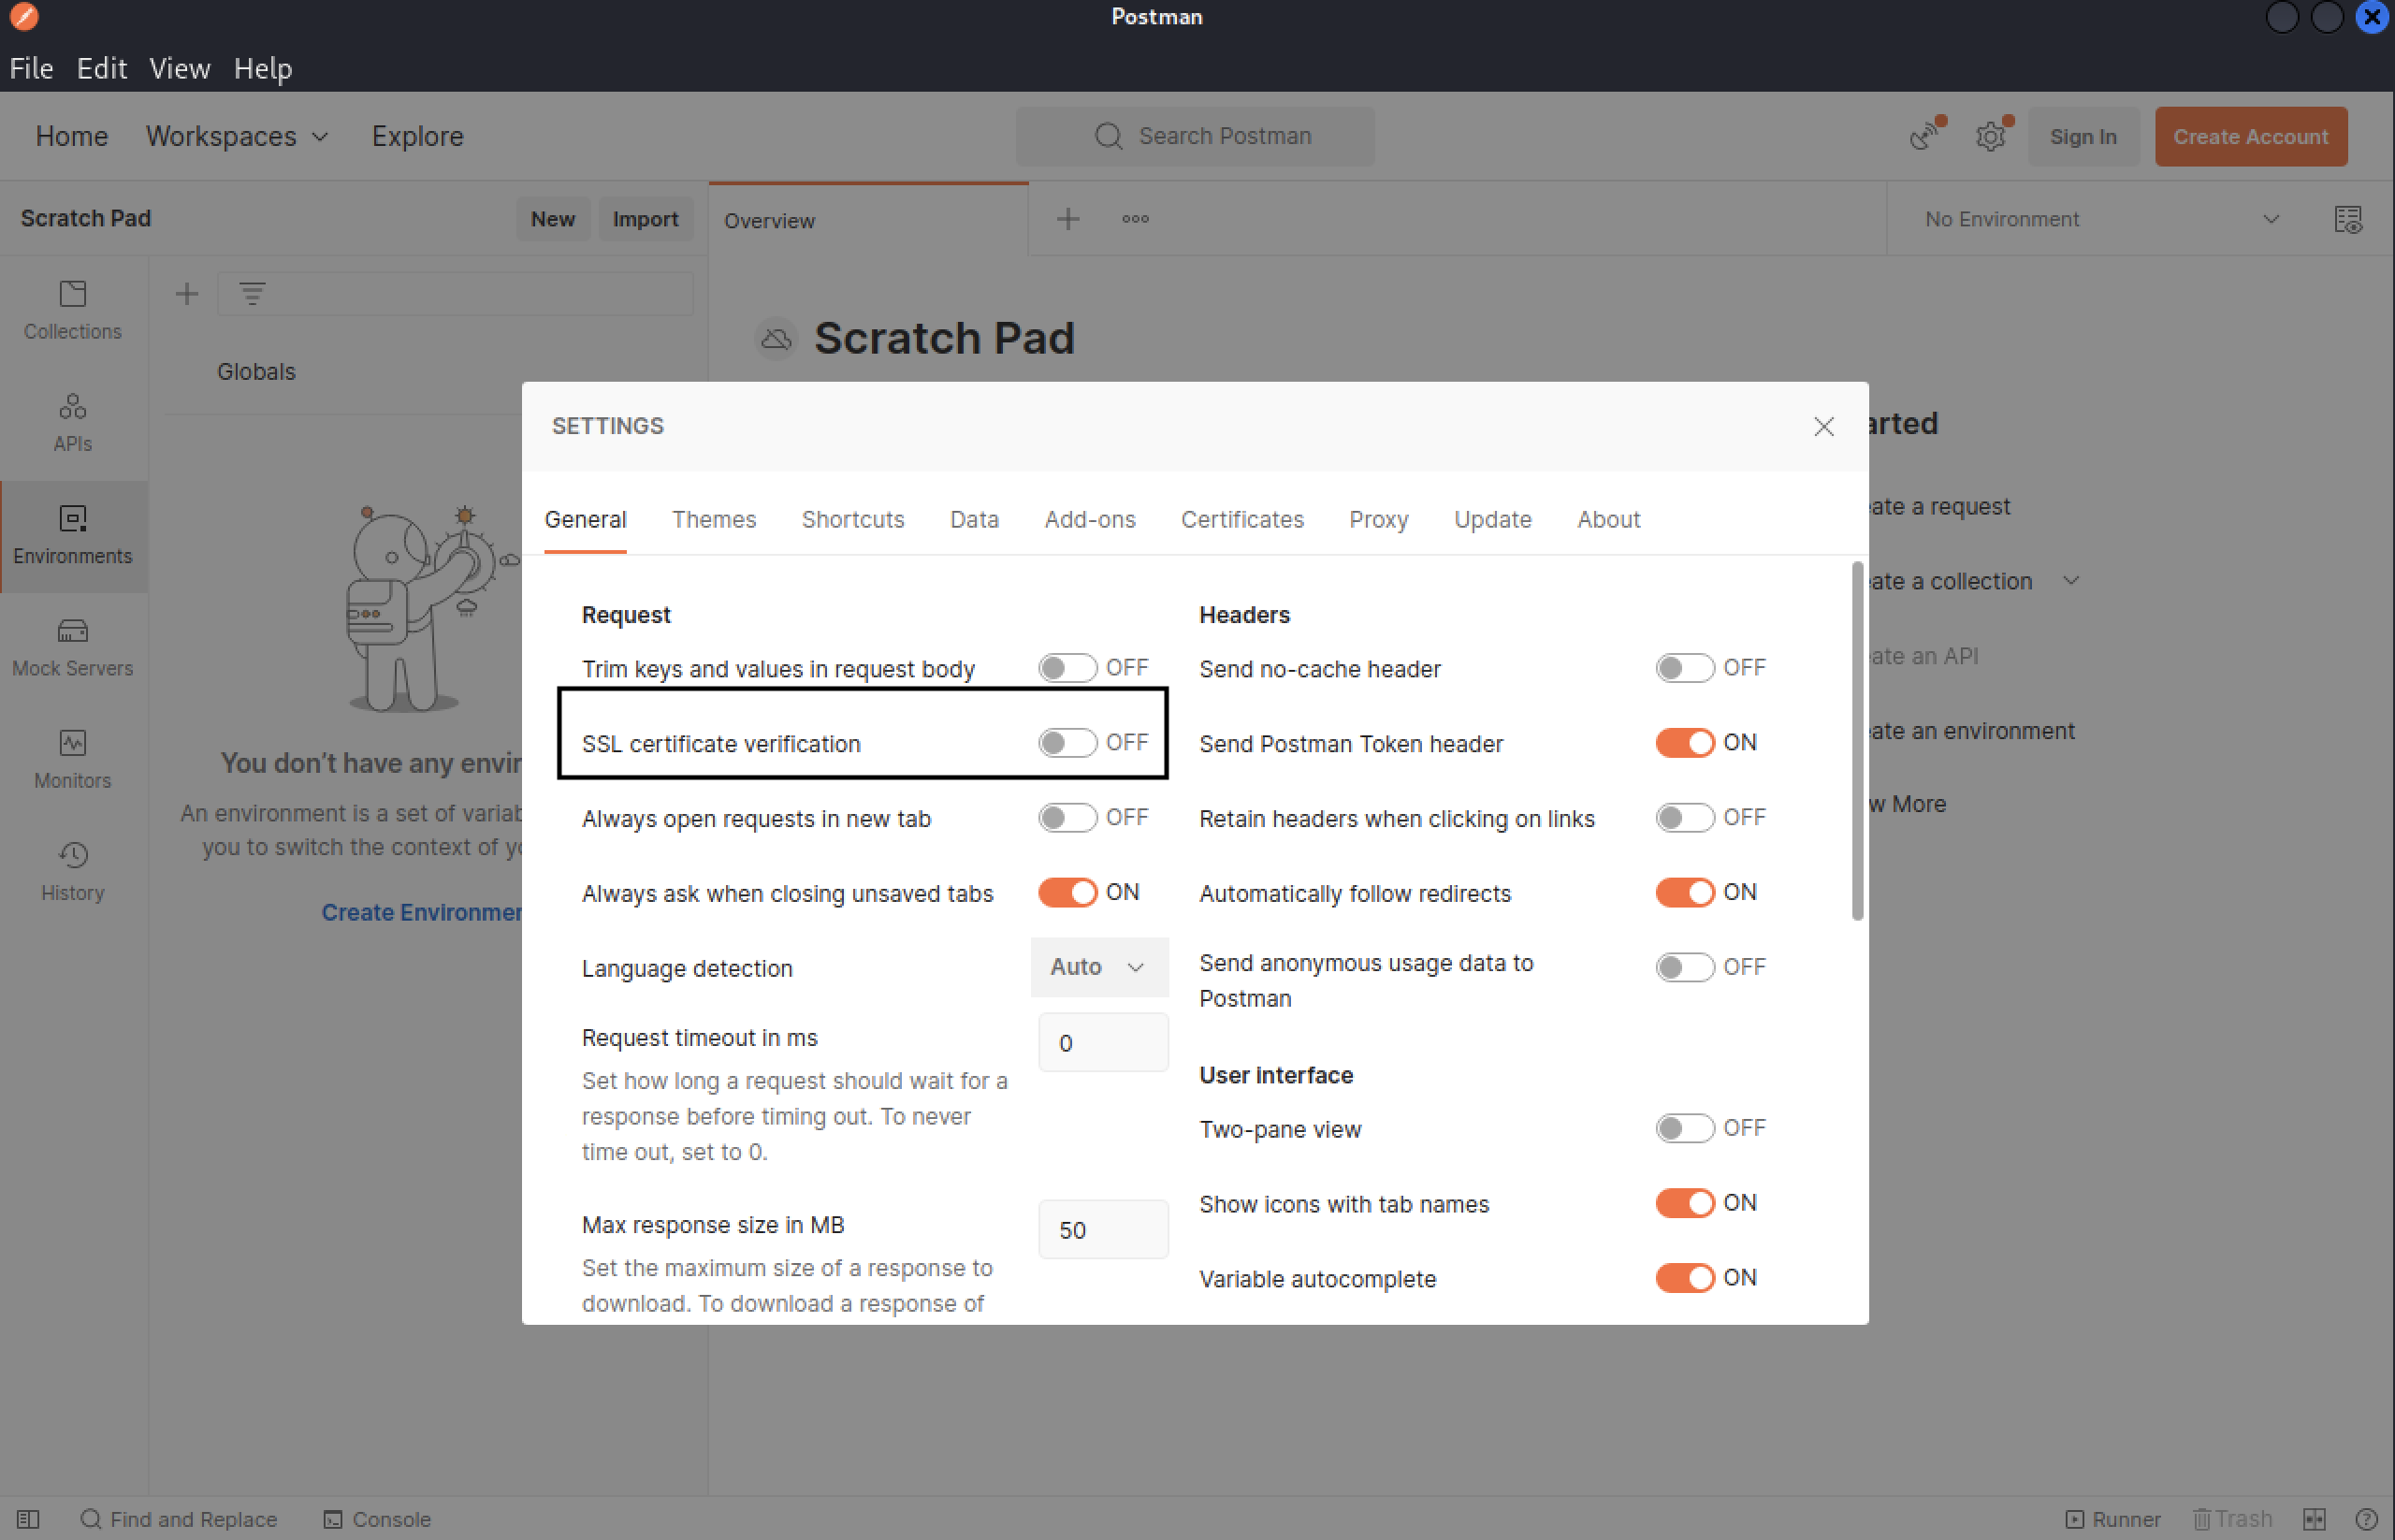 Postman
File Edit View Help
Home Workspaces Explore Search Postman Sign In Create Account
Scratch Pad New Import Overview No Environment
Collections
Globals
APIs
Environments
Mock Servers
Monitors
History
You don't have any envir
An environment is a set of variab
you to switch the context of yo
Create Environmen
Scratch Pad
arted
ate a request
ate a collection
ate an API
ate an environment
w More
SETTINGS
General Themes Shortcuts Data Add-ons Certificates Proxy Update About
Request
Trim keys and values in request body OFF
SSL certificate verification OFF
Always open requests in new tab OFF
Always ask when closing unsaved tabs ON
Language detection Auto
Request timeout in ms 0
Set how long a request should wait for a
response before timing out. To never
time out, set to 0.
Max response size in MB 50
Set the maximum size of a response to
download. To download a response of
Headers
Send no-cache header OFF
Send Postman Token header ON
Retain headers when clicking on links OFF
Automatically follow redirects ON
Send anonymous usage data to OFF
Postman
User interface
Two-pane view OFF
Show icons with tab names ON
Variable autocomplete ON
Find and Replace Console Runner Trash